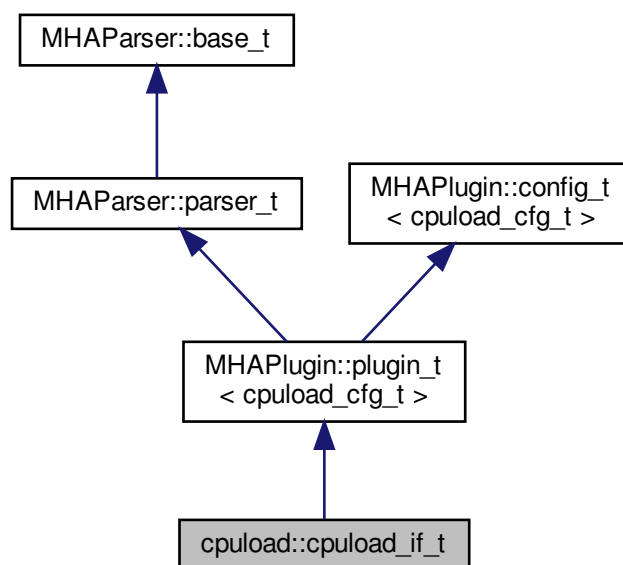 MHAParser::base_t
MHAParser::parser_t
MHAPlugin::config_t
< cpuload_cfg_t >
MHAPlugin::plugin_t
< cpuload_cfg_t >
cpuload::cpuload_if_t